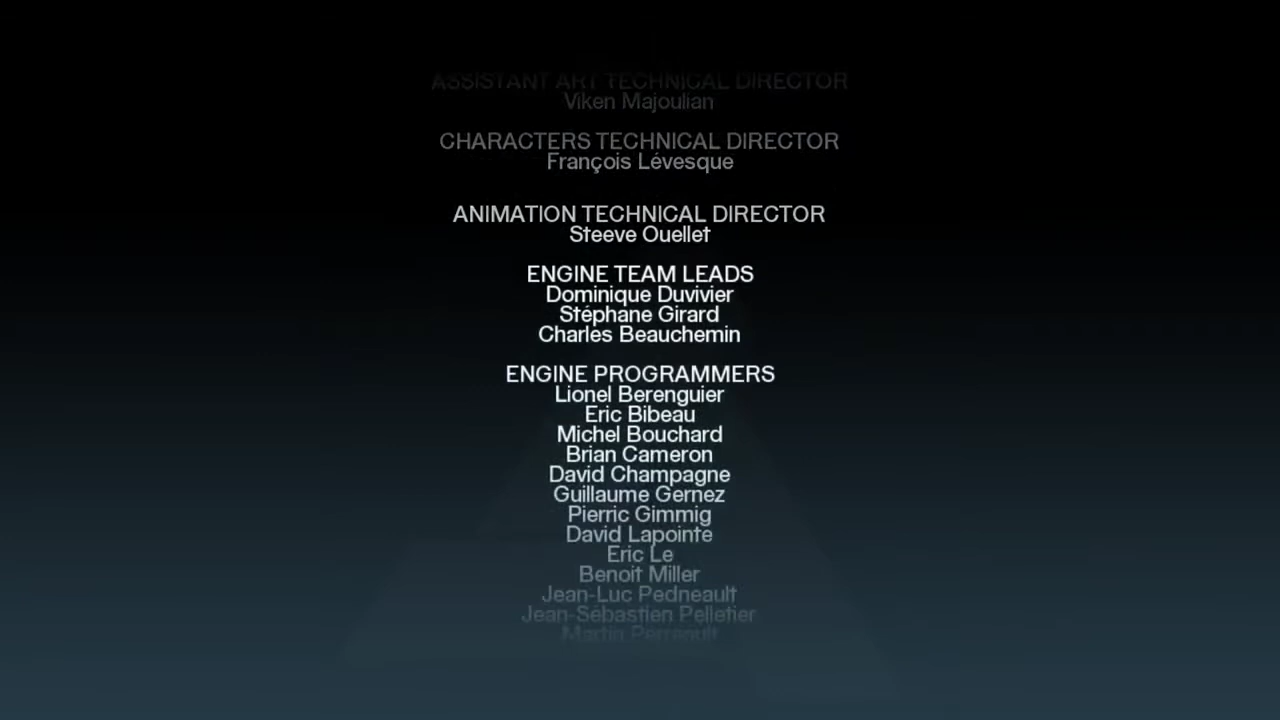 ASSISTANT ART TECHNICAL DIRECTOR
Viken Majoulian
CHARACTERS TECHNICAL DIRECTOR
François Lévesque
ANIMATION TECHNICAL DIRECTOR
Steeve Ouellet
ENGINE TEAM LEADS
Dominique Duvivier
Stéphane Girard
Charles Beauchemin
ENGINE PROGRAMMERS
Lionel Berenguier
Eric Bibeau
Michel Bouchard
Brian Cameron
David Champagne
Guillaume Gernez
Pierric Gimmig
David Lapointe
Eric Le
Benoit Miller
Jean-Luc Pedneault
Jean-Sébastien Pelletier
Martin Perreault